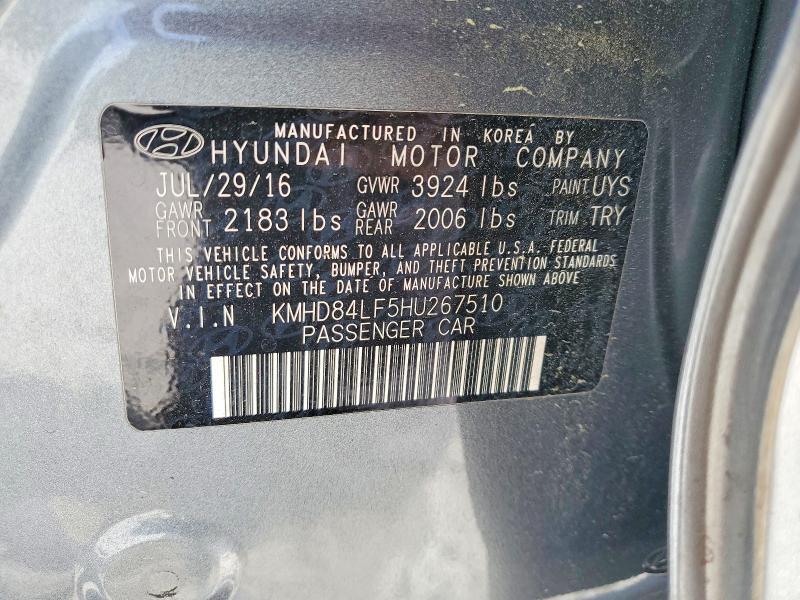 MANUFACTURED IN KOREA BY
HYUNDAI MOTOR COMPANY
JUL/29/16 GVWR 3924 lbs PAINT UYS
GAWR FRONT 2183 lbs GAWR REAR 2006 lbs TRIM TRY
THIS VEHICLE CONFORMS TO ALL APPLICABLE U.S.A. FEDERAL
MOTOR VEHICLE SAFETY, BUMPER, AND THEFT PREVENTION STANDARDS
IN EFFECT ON THE DATE OF MANUFACTURE SHOWN ABOVE
V.I.N KMHD84LF5HU267510
PASSENGER CAR